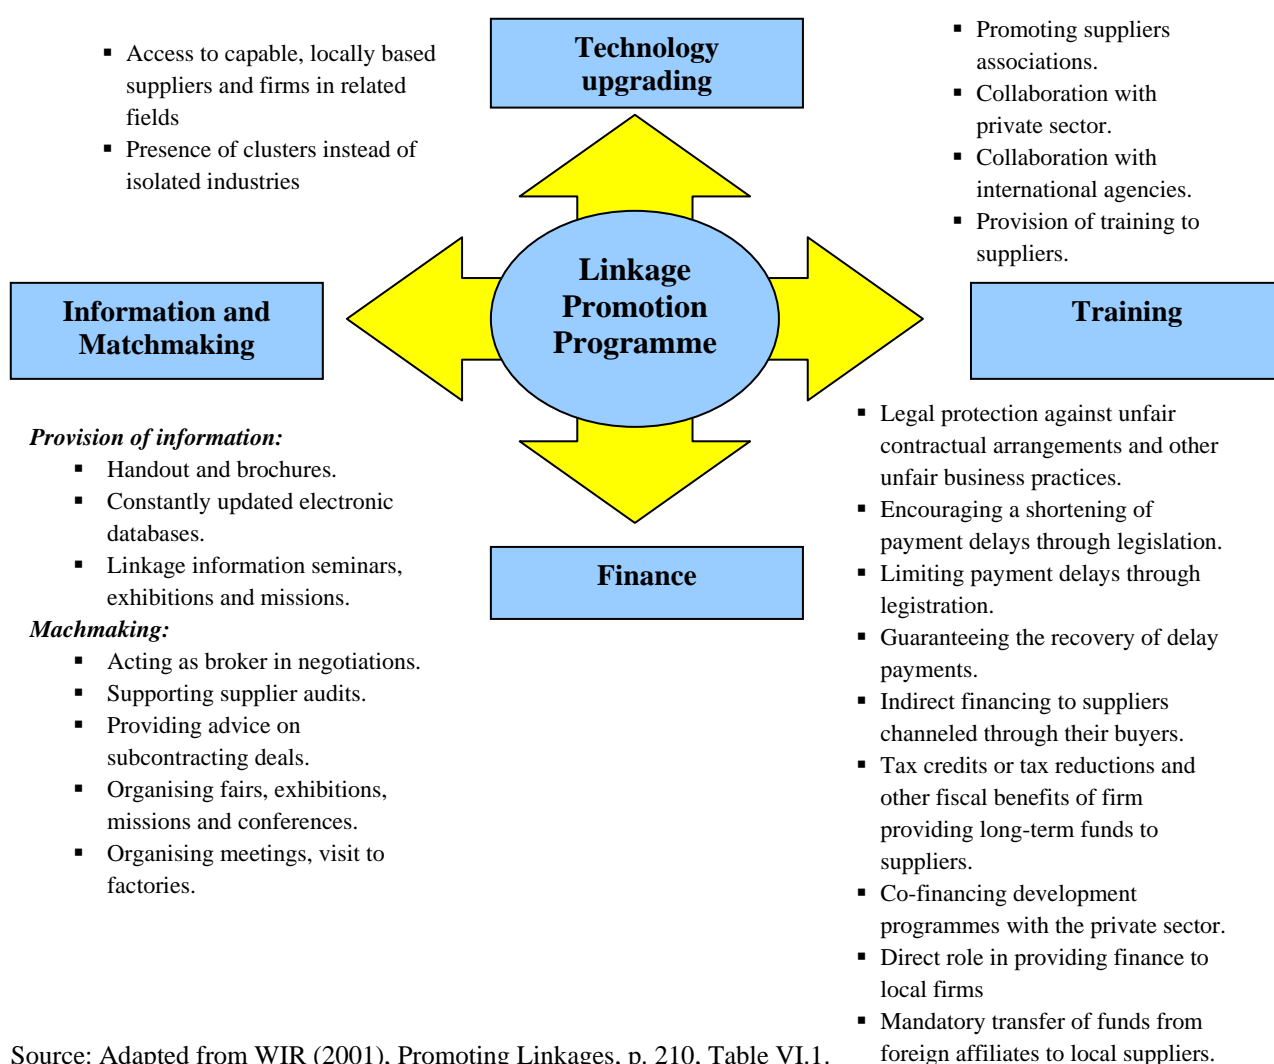 ▪ Access to capable, locally based
suppliers and firms in related
fields
▪ Presence of clusters instead of
isolated industries
Technology
upgrading
▪ Promoting suppliers
associations.
▪ Collaboration with
private sector.
▪ Collaboration with
international agencies.
▪ Provision of training to
suppliers.
Information and
Matchmaking
Linkage
Promotion
Programme
Training
Provision of information:
▪ Handout and brochures.
▪ Constantly updated electronic
databases.
▪ Linkage information seminars,
exhibitions and missions.
Machmaking:
▪ Acting as broker in negotiations.
▪ Supporting supplier audits.
▪ Providing advice on
subcontracting deals.
▪ Organising fairs, exhibitions,
missions and conferences.
▪ Organising meetings, visit to
factories.
Finance
▪ Legal protection against unfair
contractual arrangements and other
unfair business practices.
▪ Encouraging a shortening of
payment delays through legislation.
▪ Limiting payment delays through
legistration.
▪ Guaranteeing the recovery of delay
payments.
▪ Indirect financing to suppliers
channeled through their buyers.
▪ Tax credits or tax reductions and
other fiscal benefits of firm
providing long-term funds to
suppliers.
▪ Co-financing development
programmes with the private sector.
▪ Direct role in providing finance to
local firms
▪ Mandatory transfer of funds from
foreign affiliates to local suppliers.
Source: Adapted from WIR (2001), Promoting Linkages, p. 210, Table VI.1.